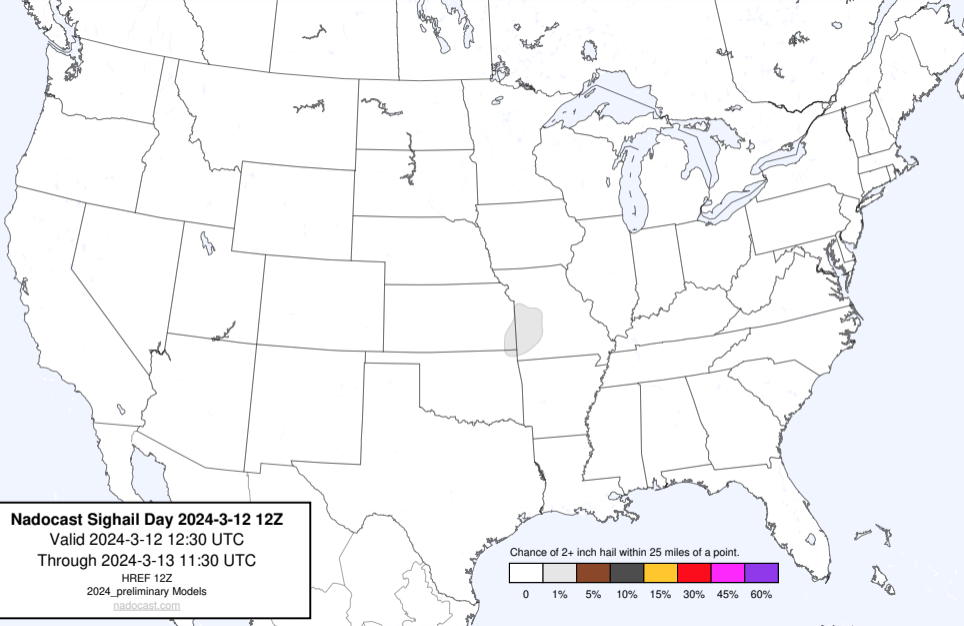 Nadocast Sighail Day 2024-3-12 12Z
Valid 2024-3-12 12:30 UTC
Through 2024-3-13 11:30 UTC
HREF 12Z
2024_preliminary Models
nadocast.com
Chance of 2+ inch hail within 25 miles of a point.
0 1% 5% 10% 15% 30% 45% 60%